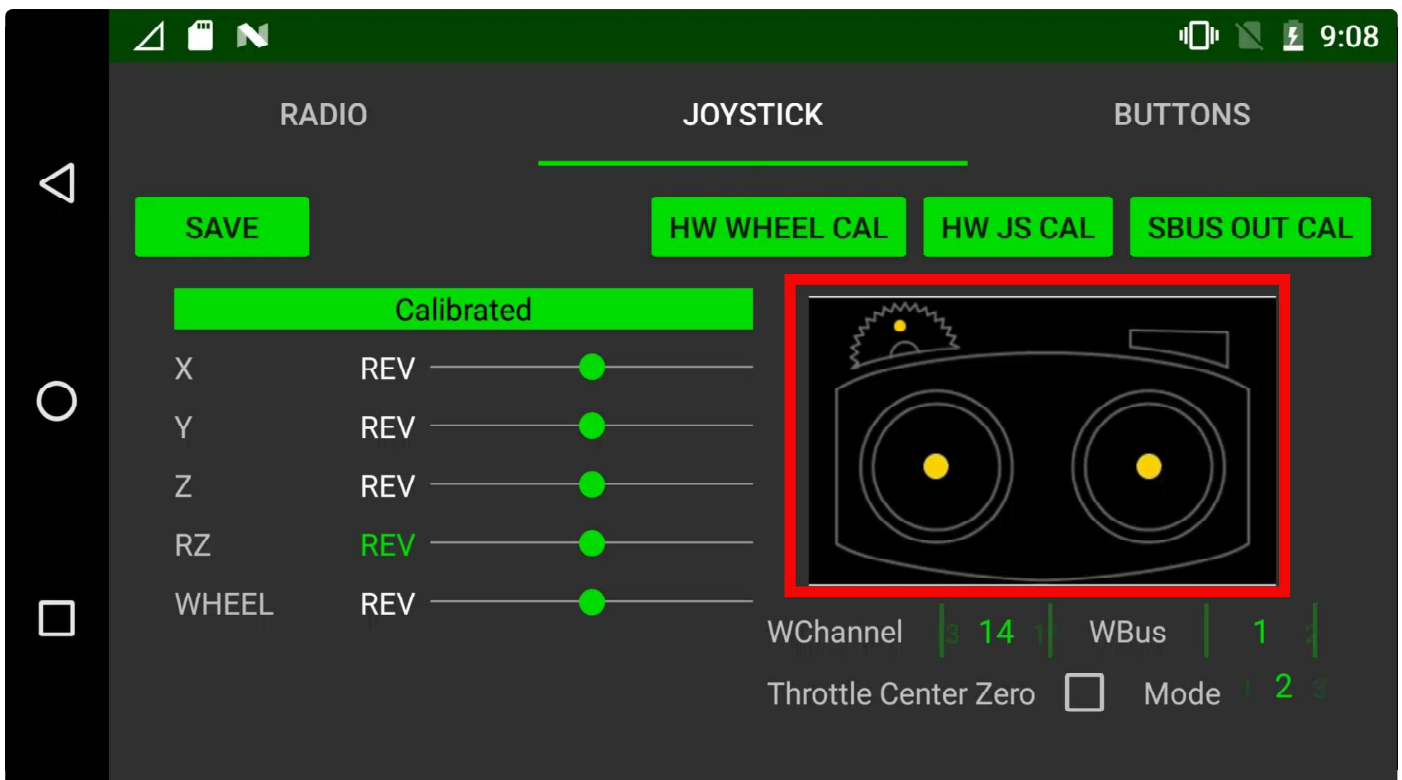 9:08
RADIO JOYSTICK BUTTONS
SAVE HW WHEEL CAL HW JS CAL SBUS OUT CAL
Calibrated
X REV
Y REV
Z REV
RZ REV
WHEEL REV
WChannel 14 WBus 1
Throttle Center Zero Mode 2